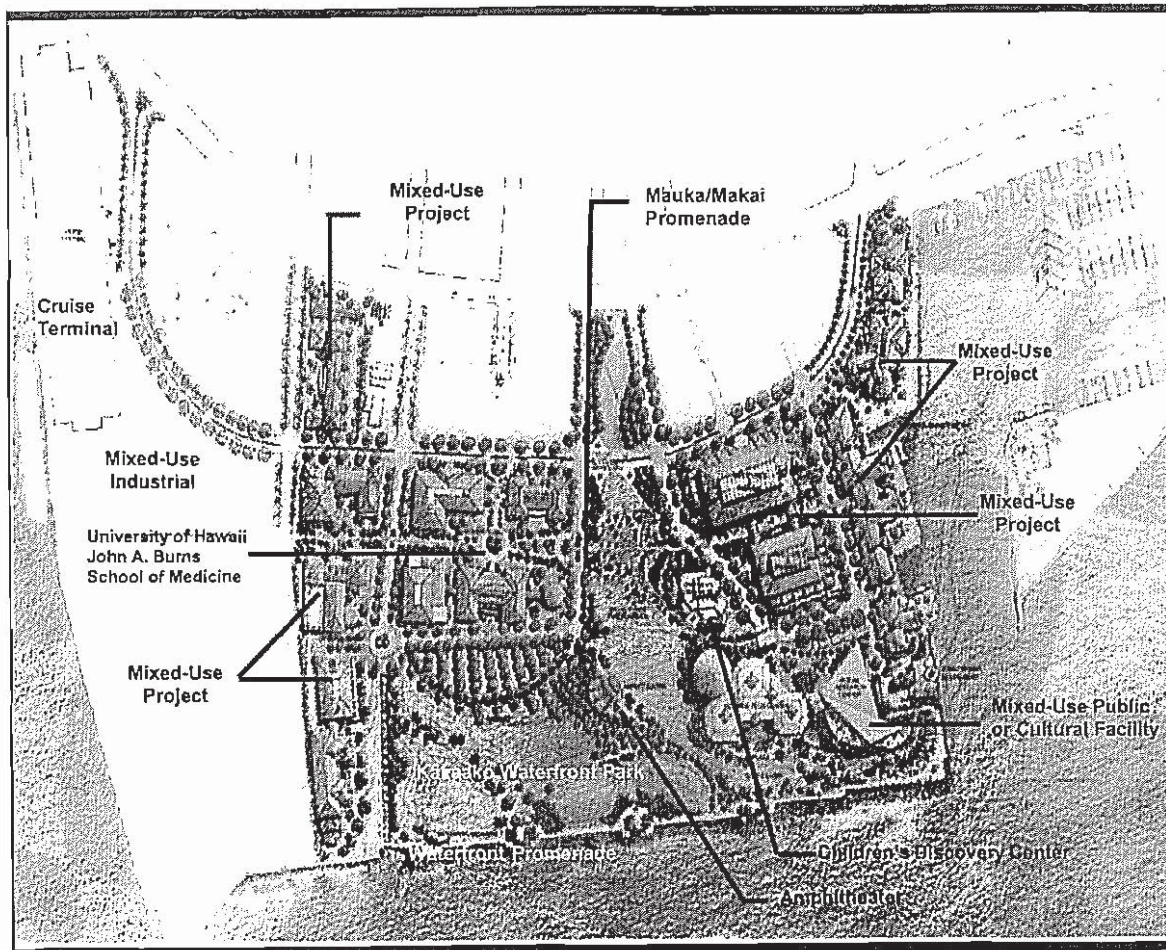 Mixed-Use
Project
Mauka/Makai
Promenade
Cruise
Terminal
Mixed-Use
Project
Mixed-Use
Industrial
Mixed-Use
Project
University of Hawaii
John A. Burns
School of Medicine
Mixed-Use
Project
Mixed-Use Public
or Cultural Facility
Kakaako Waterfront Park
Waterfront Promenade
Children's Discovery Center
Amphitheater